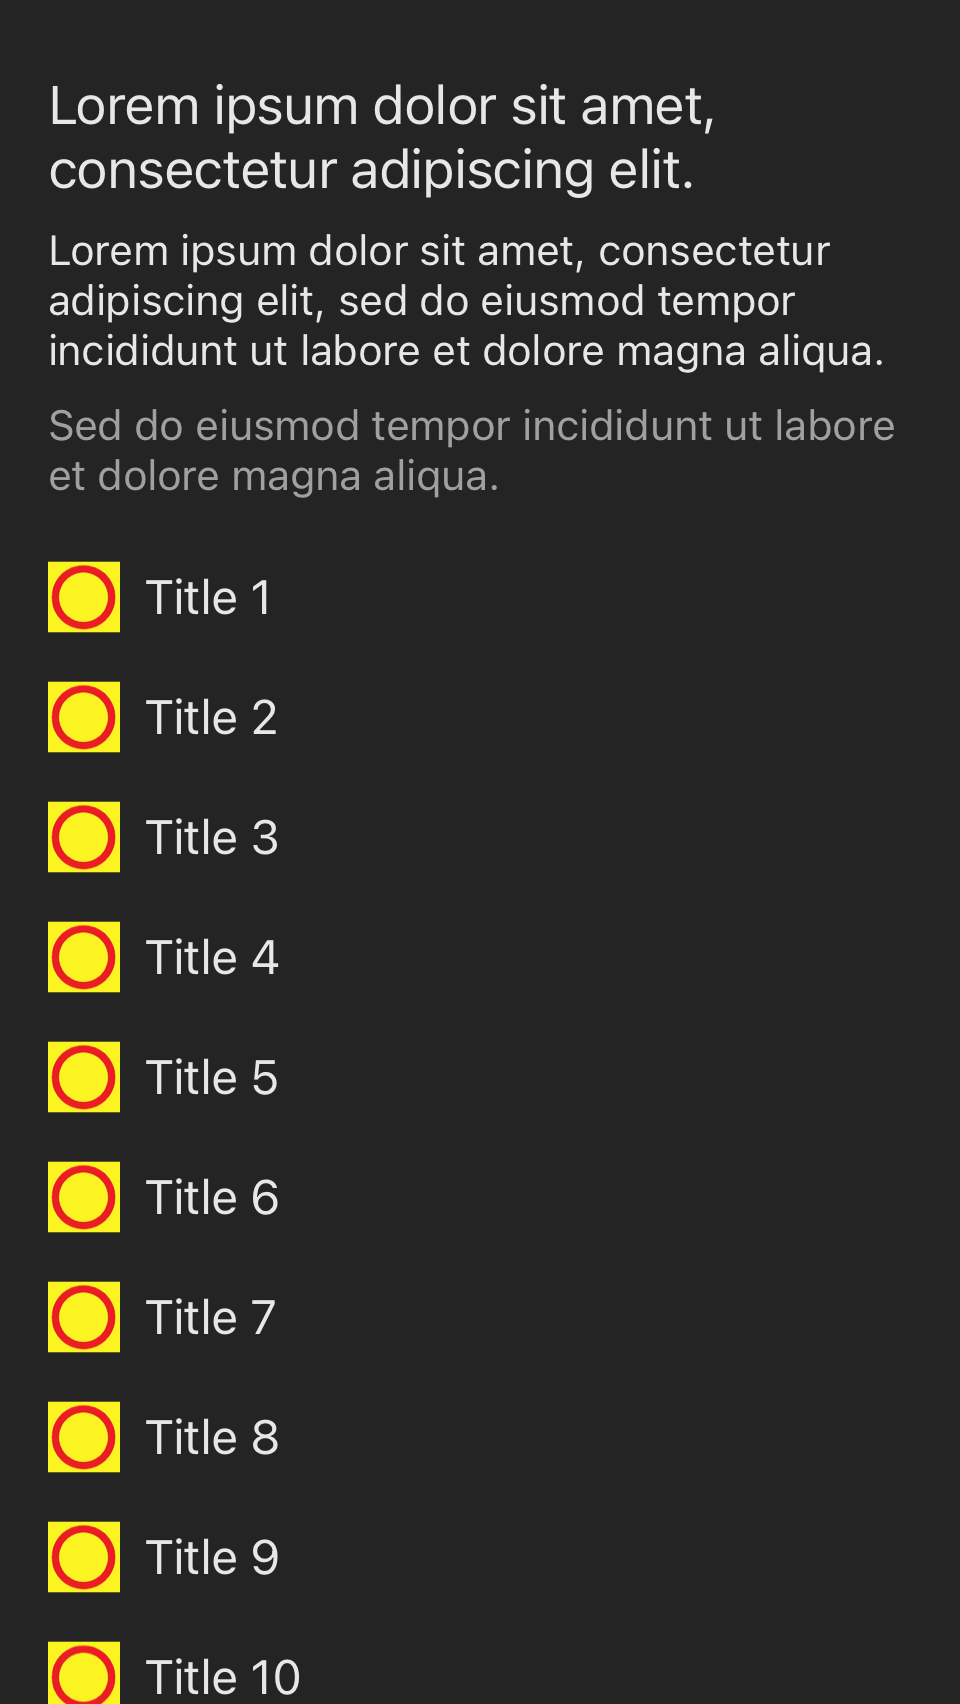 Lorem ipsum dolor sit amet,
consectetur adipiscing elit.
Lorem ipsum dolor sit amet, consectetur
adipiscing elit, sed do eiusmod tempor
incididunt ut labore et dolore magna aliqua.
Sed do eiusmod tempor incididunt ut labore
et dolore magna aliqua.
Title 1
Title 2
Title 3
Title 4
Title 5
Title 6
Title 7
Title 8
Title 9
Title 10